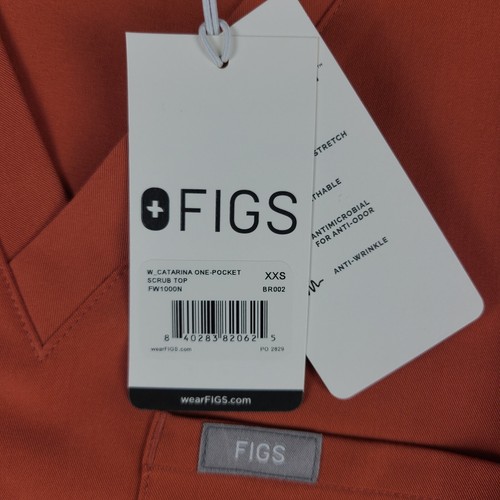 FIGS
W_CATARINA ONE-POCKET
SCRUB TOP
FW1000N
XXS
BR002
8 40283 82062 5
wearFIGS.com
PO 2829
wearFIGS.com
STRETCH
THABLE
ANTIMICROBIAL
FOR ANTI-ODOR
ANTI-WRINKLE
FIGS